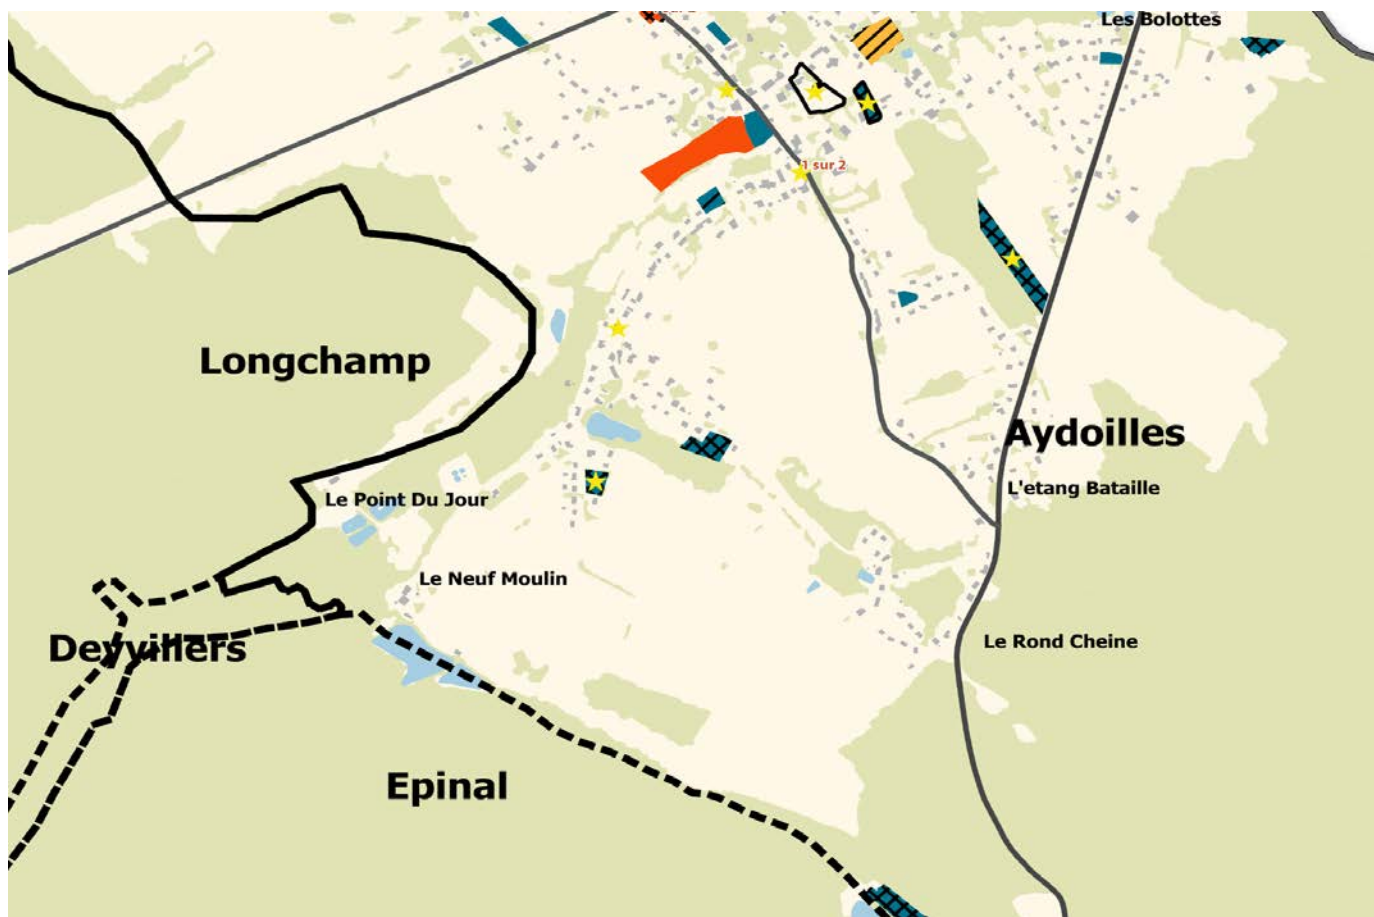 Les Bolottes
1 sur 2
Longchamp
Aydoilles
L'etang Bataille
Le Point Du Jour
Le Neuf Moulin
Le Rond Cheine
Deyvillers
Epinal